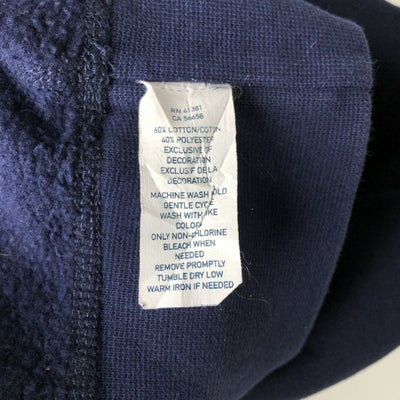 RN 41381
CA 56658
60% COTTON/COTON
40% POLYESTER
EXCLUSIVE OF
DECORATION
EXCLUSIF DE LA
DECORATION
MACHINE WASH COLD
GENTLE CYCLE
WASH WITH LIKE
COLORS
ONLY NON-CHLORINE
BLEACH WHEN
NEEDED
REMOVE PROMPTLY
TUMBLE DRY LOW
WARM IRON IF NEEDED